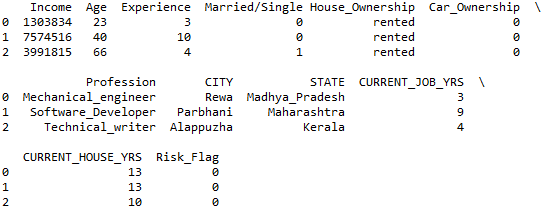 Income Age Experience Married/Single House_Ownership Car_Ownership \
0 1303834 23 3 0 rented 0
1 7574516 40 10 0 rented 0
2 3991815 66 4 1 rented 0
Profession CITY STATE CURRENT_JOB_YRS \
0 Mechanical_engineer Rewa Madhya_Pradesh 3
1 Software_Developer Parbhani Maharashtra 9
2 Technical_writer Alappuzha Kerala 4
CURRENT_HOUSE_YRS Risk_Flag
0 13 0
1 13 0
2 10 0